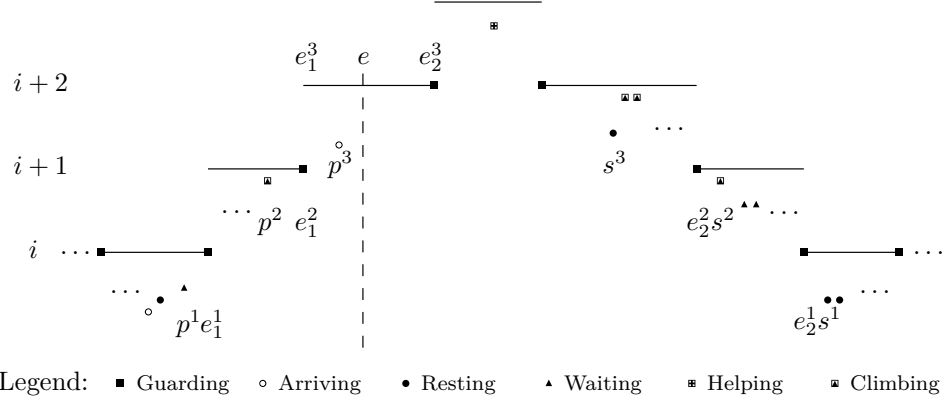 e_1^3 e e_2^3
i + 2
· · ·
s^3
i + 1
p^3
· · · p^2 e_1^2
e_2^2 s^2 · · ·
i · · ·
· · ·
· · ·
· · ·
p^1 e_1^1
e_2^1 s^1
Legend: ■ Guarding ○ Arriving ● Resting ▲ Waiting ⊞ Helping ◮ Climbing